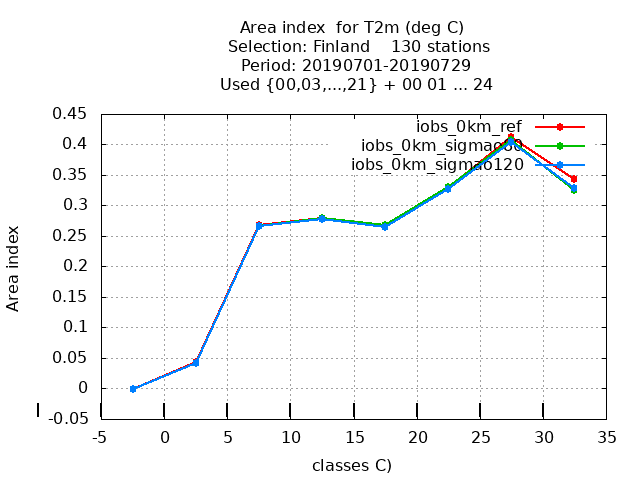 Area index  for T2m (deg C)
Selection: Finland    130 stations
Period: 20190701-20190729
Used {00,03,...,21} + 00 01 ... 24
0.45
0.4
0.35
0.3
0.25
0.2
0.15
0.1
0.05
0
-0.05
Area index
iobs_0km_ref
iobs_0km_sigmao80
iobs_0km_sigmao120
-5 0 5 10 15 20 25 30 35
classes C)